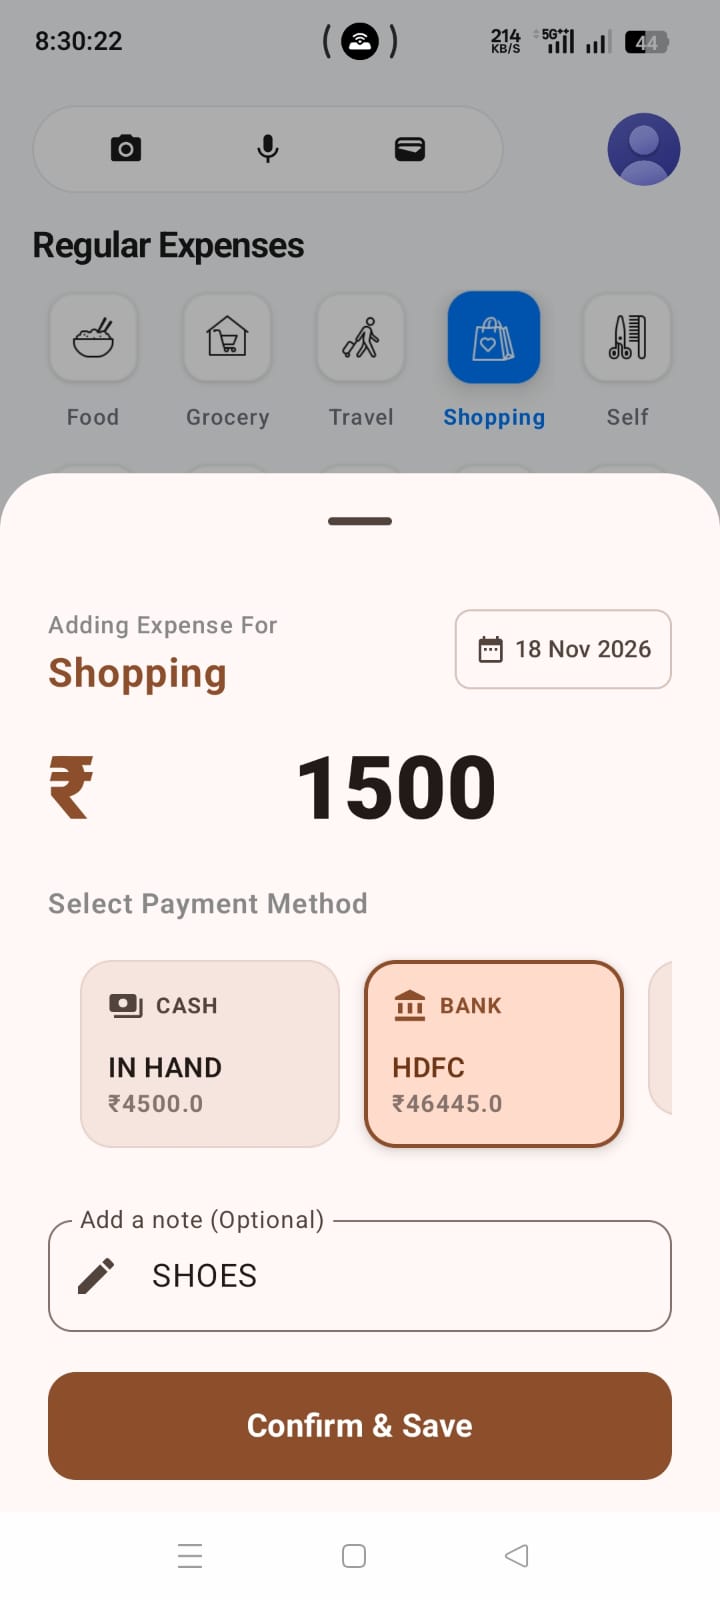 8:30:22
214 KB/S 5G++ 44
Regular Expenses
Food Grocery Travel Shopping Self
Adding Expense For
Shopping
18 Nov 2026
₹ 1500
Select Payment Method
CASH
IN HAND
₹4500.0
BANK
HDFC
₹46445.0
Add a note (Optional)
SHOES
Confirm & Save